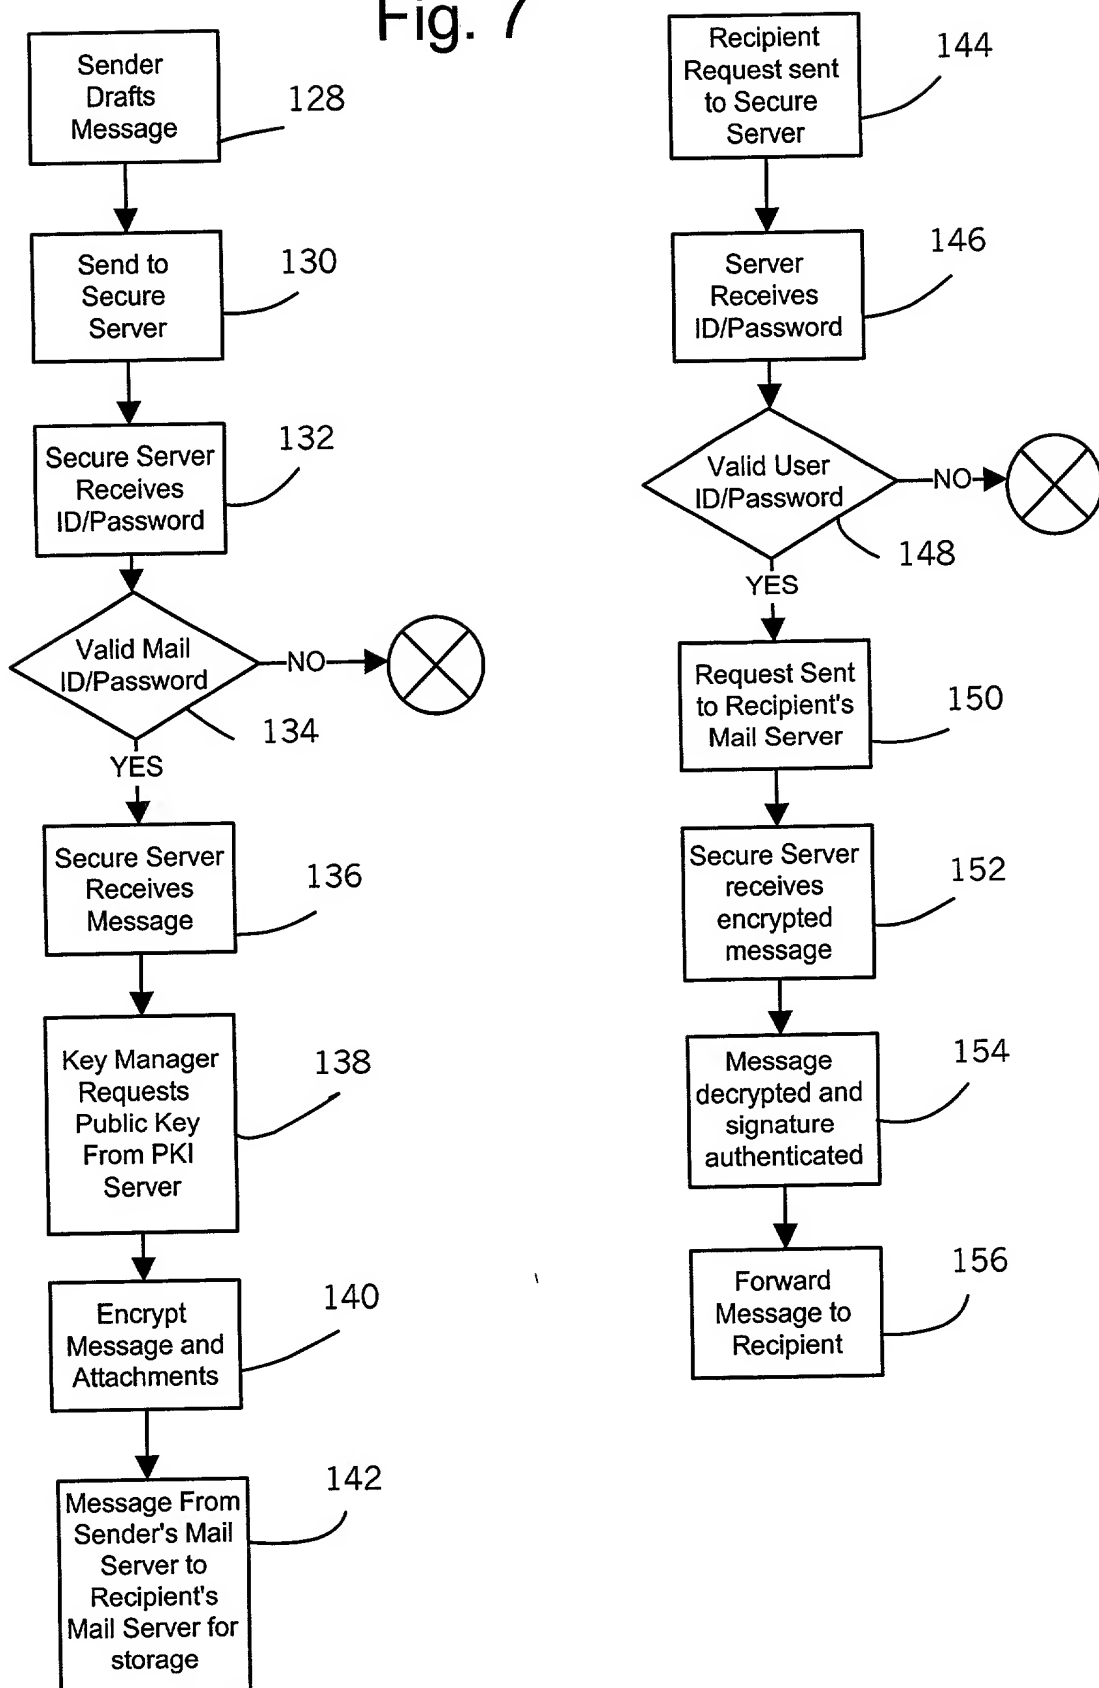 Fig. 7
Sender
Drafts
Message
128
Send to
Secure
Server
130
Secure Server
Receives
ID/Password
132
Valid Mail
ID/Password
NO
134
YES
Secure Server
Receives
Message
136
Key Manager
Requests
Public Key
From PKI
Server
138
Encrypt
Message and
Attachments
140
Message From
Sender's Mail
Server to
Recipient's
Mail Server for
storage
142
Recipient
Request sent
to Secure
Server
144
Server
Receives
ID/Password
146
Valid User
ID/Password
NO
148
YES
Request Sent
to Recipient's
Mail Server
150
Secure Server
receives
encrypted
message
152
Message
decrypted and
signature
authenticated
154
Forward
Message to
Recipient
156